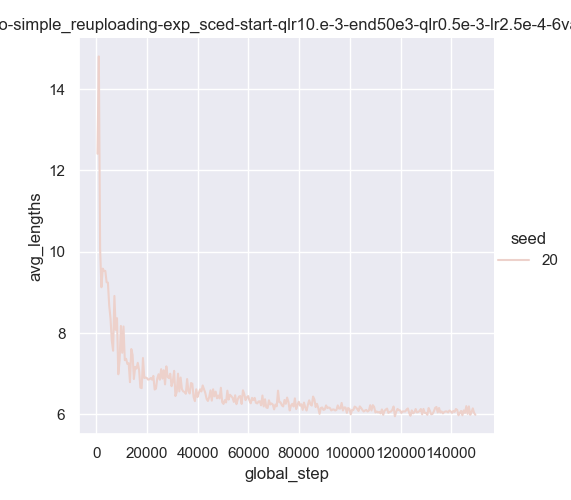 o-simple_reuploading-exp_sced-start-qlr10.e-3-end50e3-qlr0.5e-3-lr2.5e-4-6va
14
12
10
8
6
avg_lengths
0 20000 40000 60000 80000 100000 120000 140000
global_step
seed
20